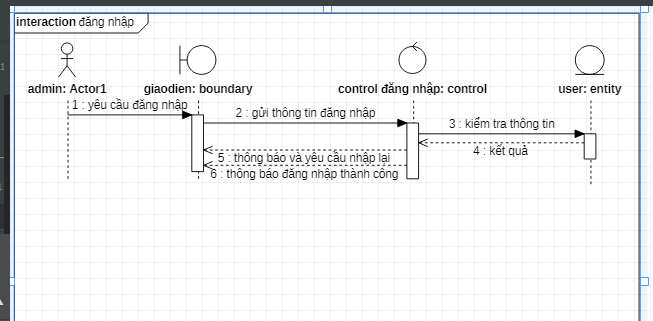 interaction đăng nhập
admin: Actor1
giaodien: boundary
control đăng nhập: control
user: entity
1 : yêu cầu đăng nhập
2 : gửi thông tin đăng nhập
3 : kiểm tra thông tin
4 : kết quả
5 : thông báo và yêu cầu nhập lại
6 : thông báo đăng nhập thành công